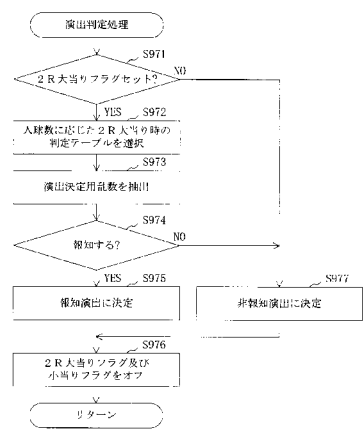 演出判定処理
S971
2R大当りフラグセット?
NO
YES
S972
入球数に応じた2R大当り時の
判定テーブルを選択
S973
演出決定用乱数を抽出
S974
報知する?
NO
YES
S975
S977
報知演出に決定
非報知演出に決定
S976
2R大当りフラグ及び
小当りフラグをオフ
リターン